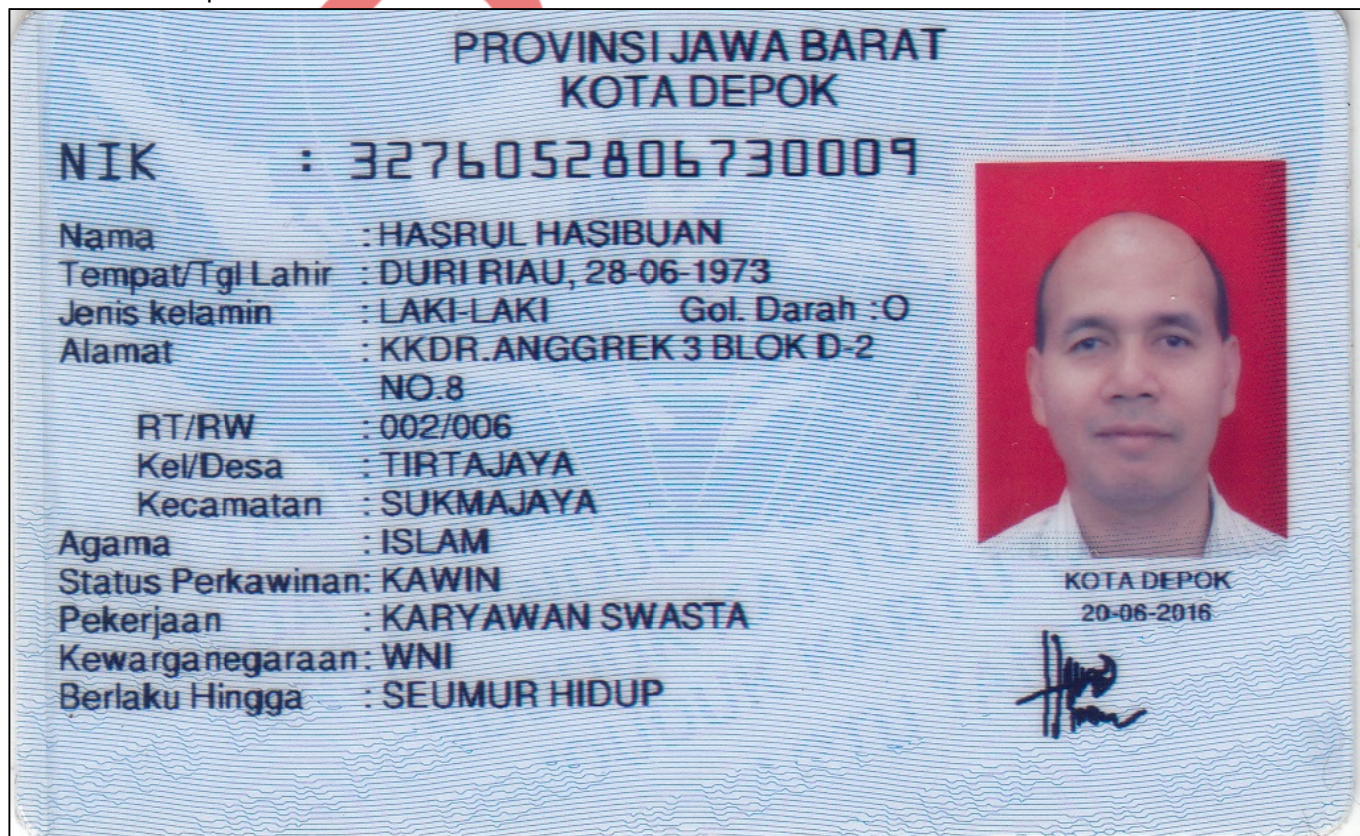 PROVINSI JAWA BARAT
KOTA DEPOK
NIK : 3276052806730009
Nama : HASRUL HASIBUAN
Tempat/Tgl Lahir : DURI RIAU, 28-06-1973
Jenis kelamin : LAKI-LAKI Gol. Darah : O
Alamat : KKDR.ANGGREK 3 BLOK D-2
NO.8
RT/RW : 002/006
Kel/Desa : TIRTAJAYA
Kecamatan : SUKMAJAYA
Agama : ISLAM
Status Perkawinan: KAWIN
Pekerjaan : KARYAWAN SWASTA
Kewarganegaraan: WNI
Berlaku Hingga : SEUMUR HIDUP
KOTA DEPOK
20-06-2016